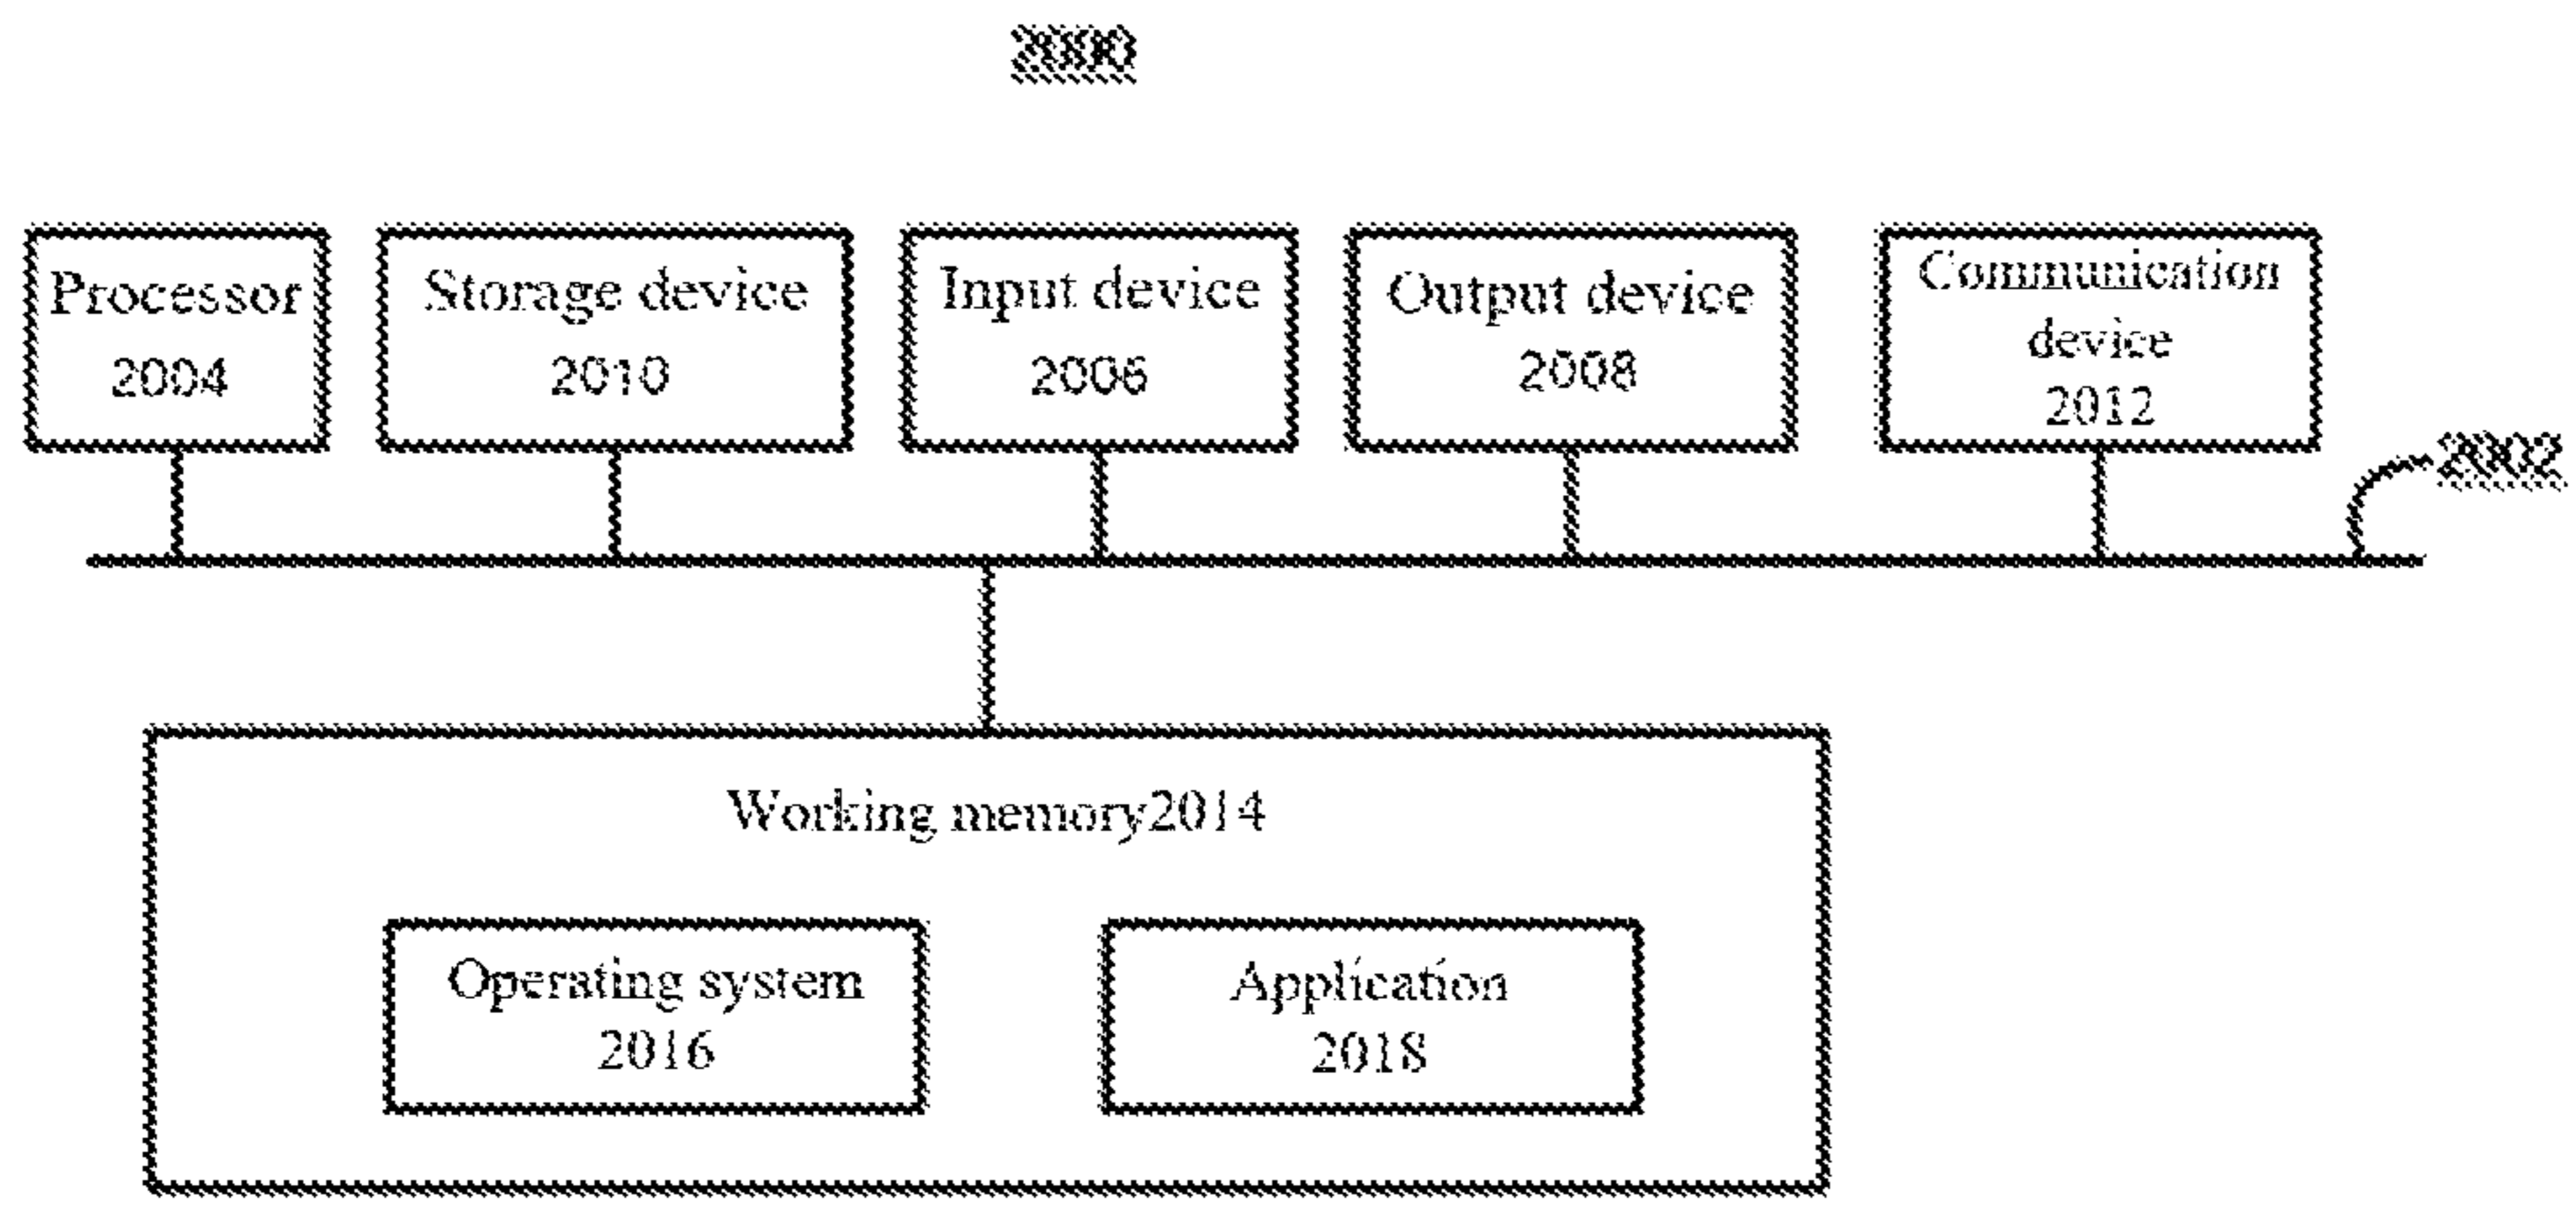 2000
Processor
2004
Storage device
2010
Input device
2006
Output device
2008
Communication
device
2012
2002
Working memory2014
Operating system
2016
Application
2018